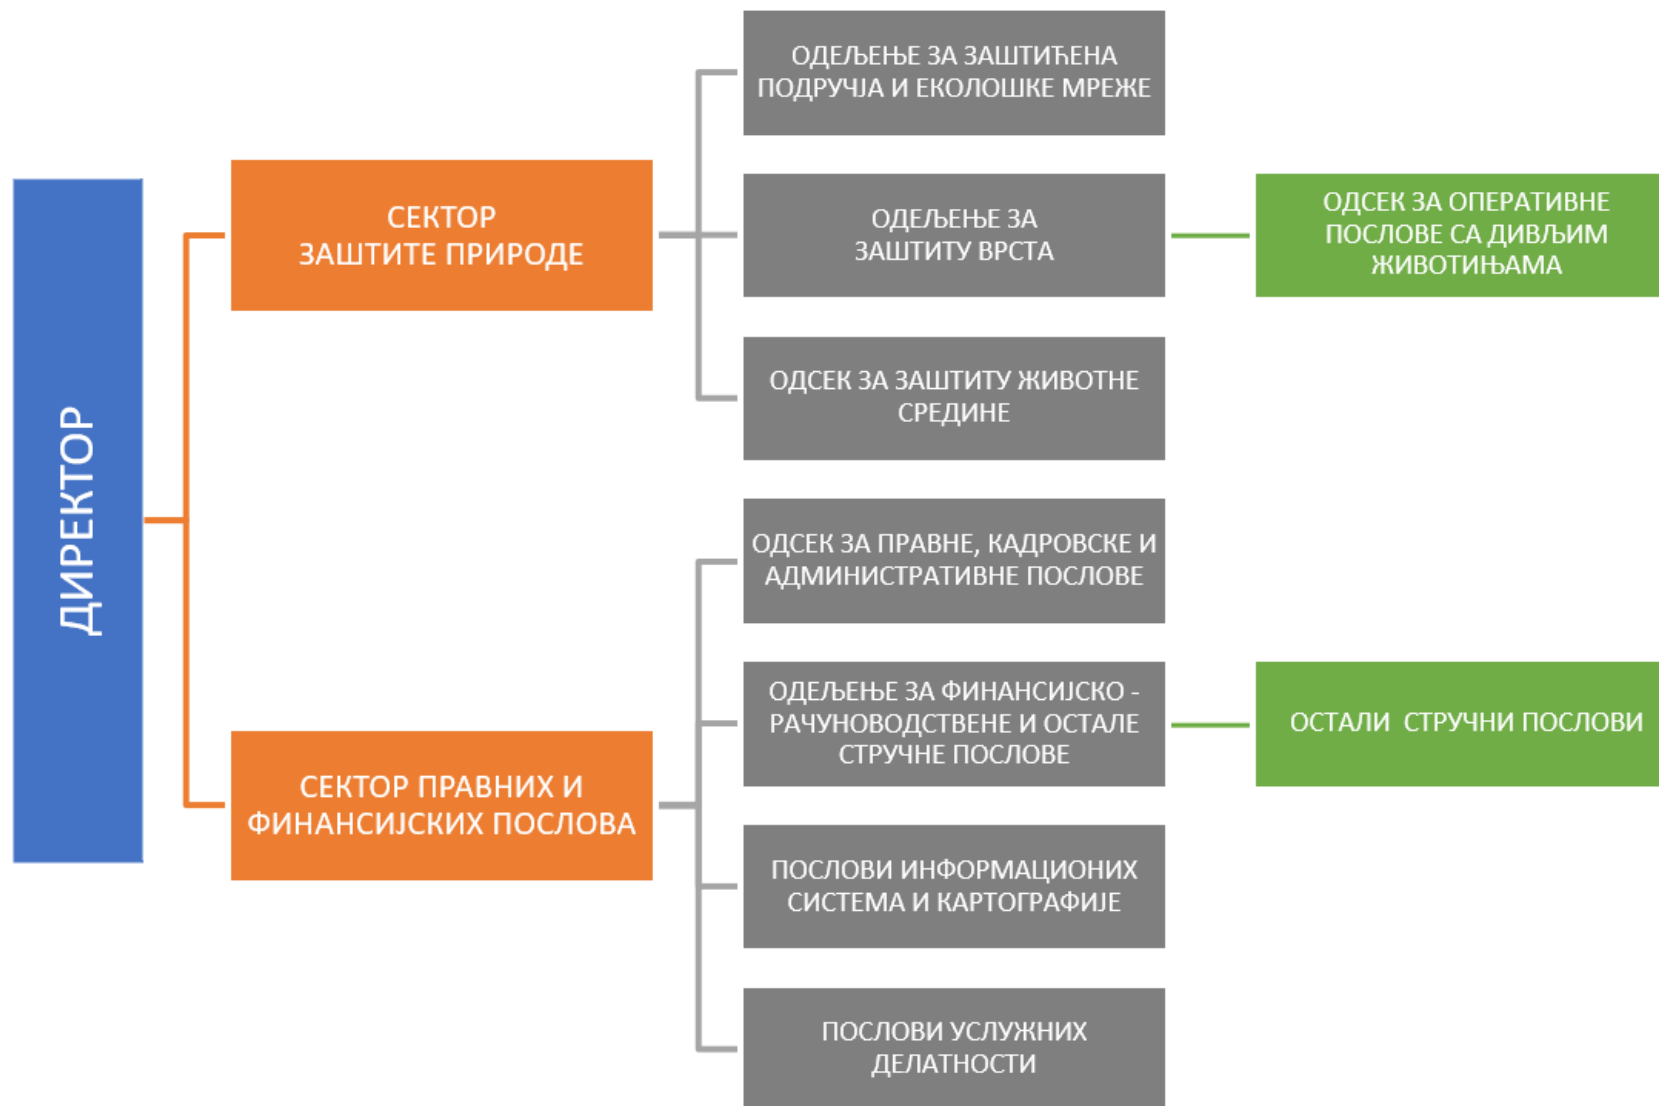 ДИРЕКТОР
СЕКТОР
ЗАШТИТЕ ПРИРОДЕ
ОДЕЉЕЊЕ ЗА ЗАШТИЋЕНА
ПОДРУЧЈА И ЕКОЛОШКЕ МРЕЖЕ
ОДЕЉЕЊЕ ЗА
ЗАШТИТУ ВРСТА
ОДСЕК ЗА ОПЕРАТИВНЕ
ПОСЛОВЕ СА ДИВЉИМ
ЖИВОТИЊАМА
ОДСЕК ЗА ЗАШТИТУ ЖИВОТНЕ
СРЕДИНЕ
СЕКТОР ПРАВНИХ И
ФИНАНСИЈСКИХ ПОСЛОВА
ОДСЕК ЗА ПРАВНЕ, КАДРОВСКЕ И
АДМИНИСТРАТИВНЕ ПОСЛОВЕ
ОДЕЉЕЊЕ ЗА ФИНАНСИЈСКО -
РАЧУНОВОДСТВЕНЕ И ОСТАЛЕ
СТРУЧНЕ ПОСЛОВЕ
ОСТАЛИ СТРУЧНИ ПОСЛОВИ
ПОСЛОВИ ИНФОРМАЦИОНИХ
СИСТЕМА И КАРТОГРАФИЈЕ
ПОСЛОВИ УСЛУЖНИХ
ДЕЛАТНОСТИ